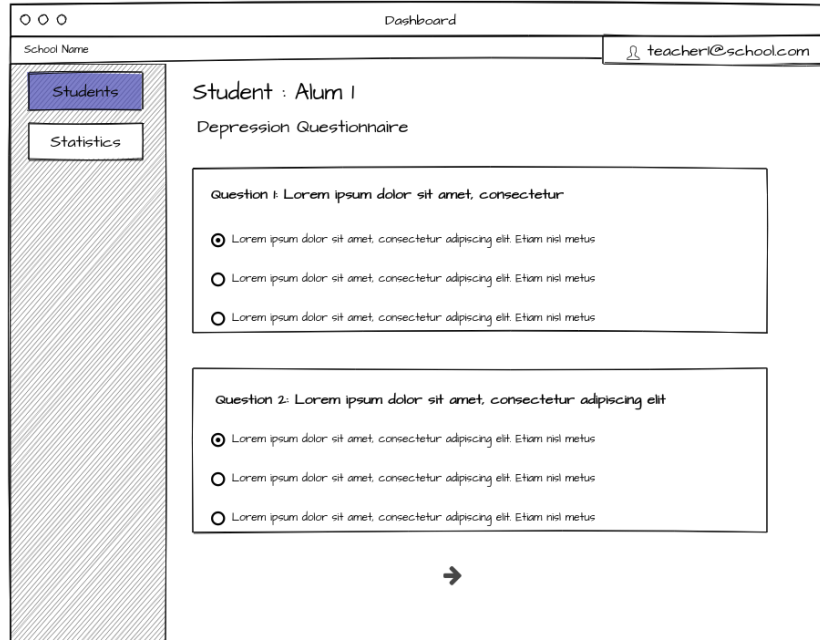 Dashboard
School Name
teacher1@school.com
Students
Statistics
Student : Alum 1
Depression Questionnaire
Question 1: Lorem ipsum dolor sit amet, consectetur
Lorem ipsum dolor sit amet, consectetur adipiscing elit. Etiam nisl metus
Lorem ipsum dolor sit amet, consectetur adipiscing elit. Etiam nisl metus
Lorem ipsum dolor sit amet, consectetur adipiscing elit. Etiam nisl metus
Question 2: Lorem ipsum dolor sit amet, consectetur adipiscing elit
Lorem ipsum dolor sit amet, consectetur adipiscing elit. Etiam nisl metus
Lorem ipsum dolor sit amet, consectetur adipiscing elit. Etiam nisl metus
Lorem ipsum dolor sit amet, consectetur adipiscing elit. Etiam nisl metus